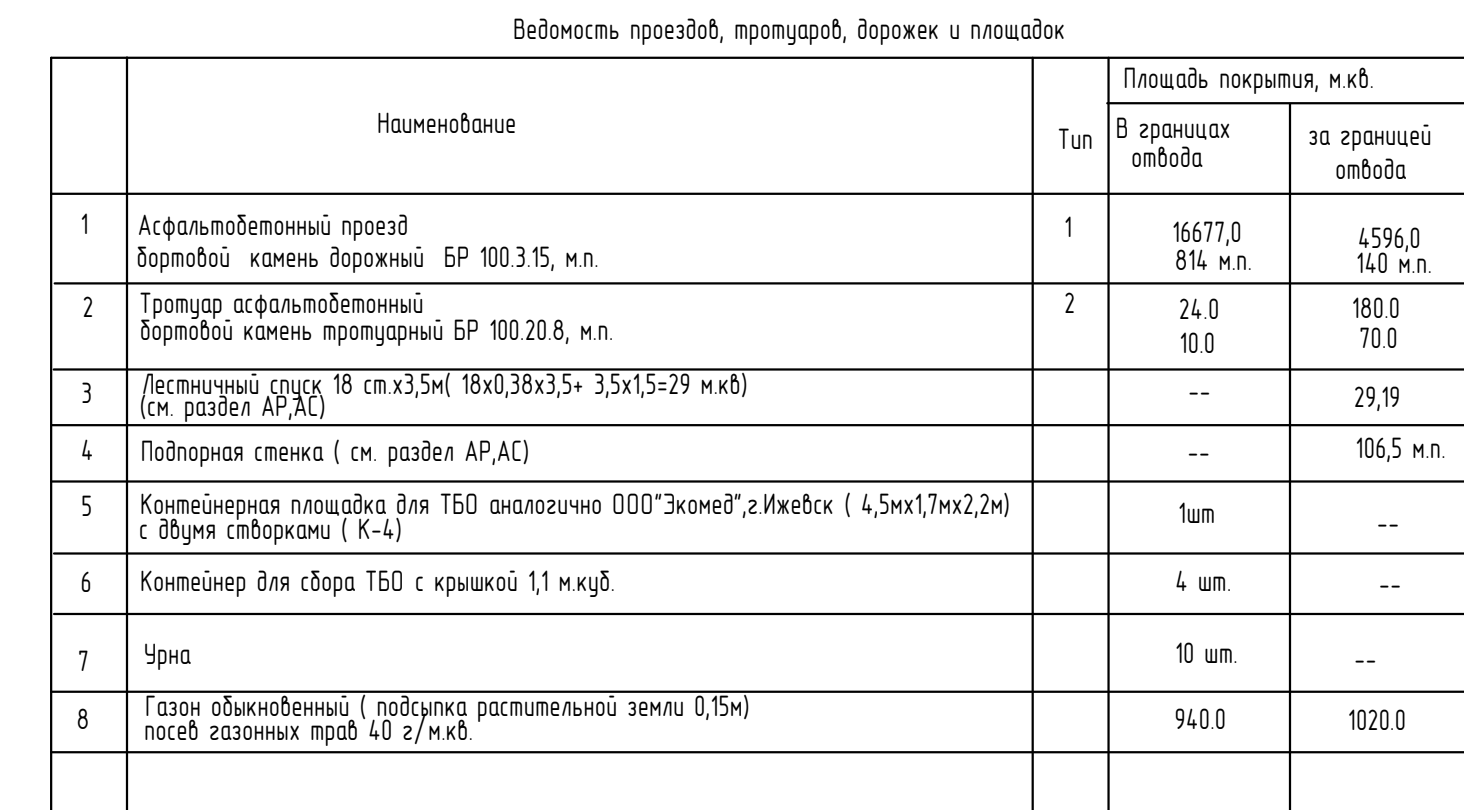 Ведомость проездов, тротуаров, дорожек и площадок
Наименование
Тип
Площадь покрытия, м.кв.
В границах
отвода
за границей
отвода
1
Асфальтобетонный проезд
бортовой камень дорожный БР 100.3.15, м.п.
1
16677,0
814 м.п.
4596,0
140 м.п.
2
Тротуар асфальтобетонный
бортовой камень тротуарный БР 100.20.8, м.п.
2
24.0
10.0
180.0
70.0
3
Лестничный спуск 18 ст.х3,5м( 18х0,38х3,5+ 3,5х1,5=29 м.кв)
(см. раздел АР,АС)
--
29,19
4
Подпорная стенка ( см. раздел АР,АС)
--
106,5 м.п.
5
Контейнерная площадка для ТБО аналогично ООО"Экомед",г.Ижевск ( 4,5мх1,7мх2,2м)
с двумя створками ( К-4)
1шт
--
6
Контейнер для сбора ТБО с крышкой 1,1 м.куб.
4 шт.
--
7
Урна
10 шт.
--
8
Газон обыкновенный ( подсыпка растительной земли 0,15м)
посев газонных трав 40 г/м.кв.
940.0
1020.0